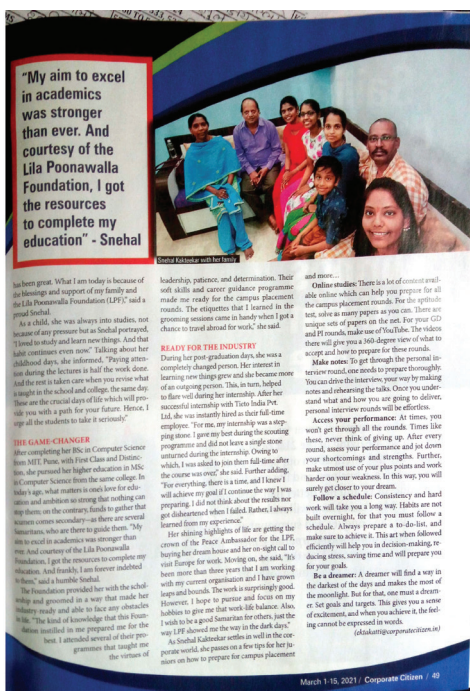 "My aim to excel
in academics
was stronger
than ever. And
courtesy of the
Lila Poonawalla
Foundation, I got
the resources
to complete my
education" - Snehal
Snehal Kakteekar with her family
has been great. What I am today is because of
the blessings and support of my family and
the Lila Poonawalla Foundation (LPF)," said a
proud Snehal.
As a child, she was always into studies, not
because of any pressure but as Snehal portrayed,
"I loved to study and learn new things. And that
habit continues even now." Talking about her
childhood days, she informed, "Paying atten-
tion during the lectures is half the work done.
And the rest is taken care when you revise what
is taught in the school and college, the same day.
These are the crucial days of life which will pro-
vide you with a path for your future. Hence, I
urge all the students to take it seriously."
THE GAME-CHANGER
After completing her BSc in Computer Science
from MIT, Pune, with First Class and Distinc-
tion, she pursued her higher education in MSc
in Computer Science from the same college. In
today's age, what matters is one's love for edu-
cation and ambition so strong that nothing can
stop them; on the contrary, funds to gather that
acumen comes secondary—as there are several
Samaritans, who are there to guide them. "My
aim to excel in academics was stronger than
ever. And courtesy of the Lila Poonawalla
Foundation, I got the resources to complete my
education. And frankly, I am forever indebted
to them," said a humble Snehal.
The Foundation provided her with the schol-
arship and groomed in a way that made her
industry ready and able to face any obstacles
in life. "The kind of knowledge that this Foun-
dation instilled in me prepared me for the
best. I attended several of their pro-
grammes that taught me
the virtues of
leadership, patience, and determination. Their
soft skills and career guidance programme
made me ready for the campus placement
rounds. The etiquettes that I learned in the
grooming sessions came in handy when I got a
chance to travel abroad for work," she said.
READY FOR THE INDUSTRY
During her post-graduation days, she was a
completely changed person. Her interest in
learning new things grew and she became more
of an outgoing person. This, in turn, helped
to flare well during her internship. After her
successful internship with Tieto India Pvt.
Ltd, she was instantly hired as their full-time
employee. "For me, my internship was a step-
ping stone. I gave my best during the scouting
programme and did not leave a single stone
unturned during the internship. Owing to
which, I was asked to join them full-time after
the course was over," she said. Further adding,
"For everything, there is a time, and I knew I
will achieve my goal if I continue the way I was
preparing. I did not think about the results nor
got disheartened when I failed. Rather, I always
learned from my experience."
Her shining highlights of life are getting the
crown of the Peace Ambassador for the LPF,
buying her dream house and her on-sight call to
visit Europe for work. Moving on, she said, "It's
been more than three years that I am working
with my current organisation and I have grown
leaps and bounds. The work is surprisingly good.
However, I hope to pursue and focus on my
hobbies to give me that work-life balance. Also,
I wish to be a good Samaritan for others, just the
way LPF showed me the way in the dark days."
As Snehal Kakteekar settles in well in the cor-
porate world, she passes on a few tips for her ju-
niors on how to prepare for campus placement
and more...
Online studies: There is a lot of content avail-
able online which can help you prepare for all
the campus placement rounds. For the aptitude
test, solve as many papers as you can. There are
unique sets of papers on the net. For your GD
and PI rounds, make use of YouTube. The videos
there will give you a 360-degree view of what to
accept and how to prepare for these rounds.
Make notes: To get through the personal in-
terview round, one needs to prepare thoroughly.
You can drive the interview, your way by making
notes and rehearsing the talks. Once you under-
stand what and how you are going to deliver,
personal interview rounds will be effortless.
Access your performance: At times, you
won't get through all the rounds. Times like
these, never think of giving up. After every
round, assess your performance and jot down
your shortcomings and strengths. Further,
make utmost use of your plus points and work
harder on your weakness. In this way, you will
surely get closer to your dream.
Follow a schedule: Consistency and hard
work will take you a long way. Habits are not
built overnight, for that you must follow a
schedule. Always prepare a to-do-list, and
make sure to achieve it. This art when followed
efficiently will help you in decision-making, re-
ducing stress, saving time and will prepare you
for your goals.
Be a dreamer: A dreamer will find a way in
the darkest of the days and makes the most of
the moonlight. But for that, one must a dream-
er. Set goals and targets. This gives you a sense
of excitement, and when you achieve it, the feel-
ing cannot be expressed in words.
(ektakatti@corporatecitizen.in)
March 1-15, 2021 / Corporate Citizen / 49